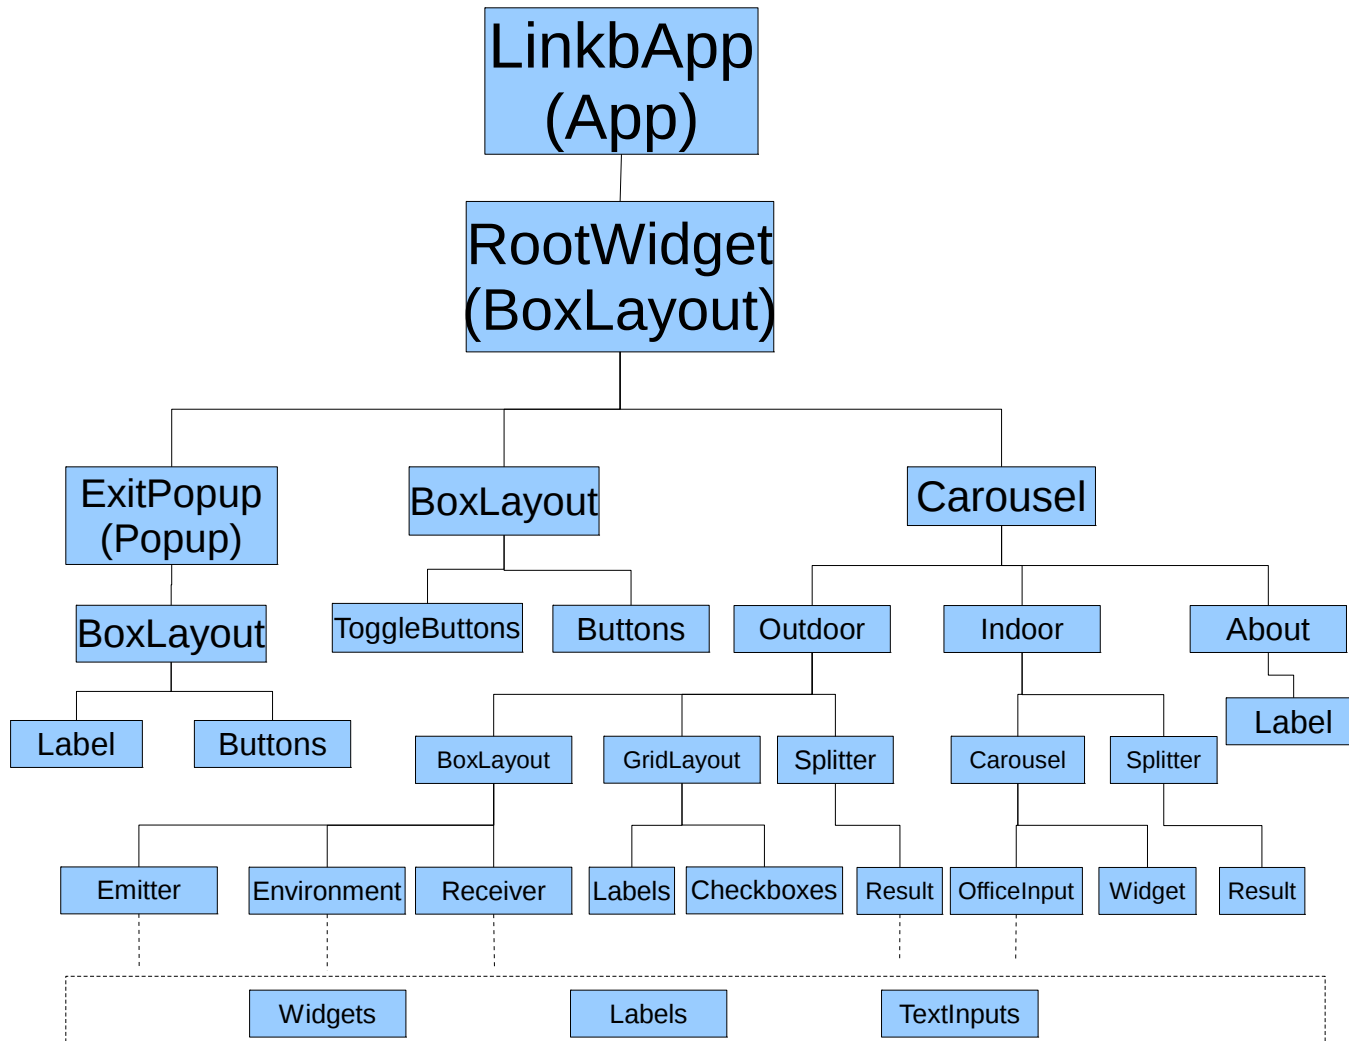 LinkbApp
(App)
RootWidget
(BoxLayout)
ExitPopup
(Popup)
BoxLayout
Carousel
BoxLayout
ToggleButtons
Buttons
Outdoor
Indoor
About
Label
Buttons
Label
BoxLayout
GridLayout
Splitter
Carousel
Splitter
Emitter
Environment
Receiver
Labels
Checkboxes
Result
OfficeInput
Widget
Result
Widgets
Labels
TextInputs